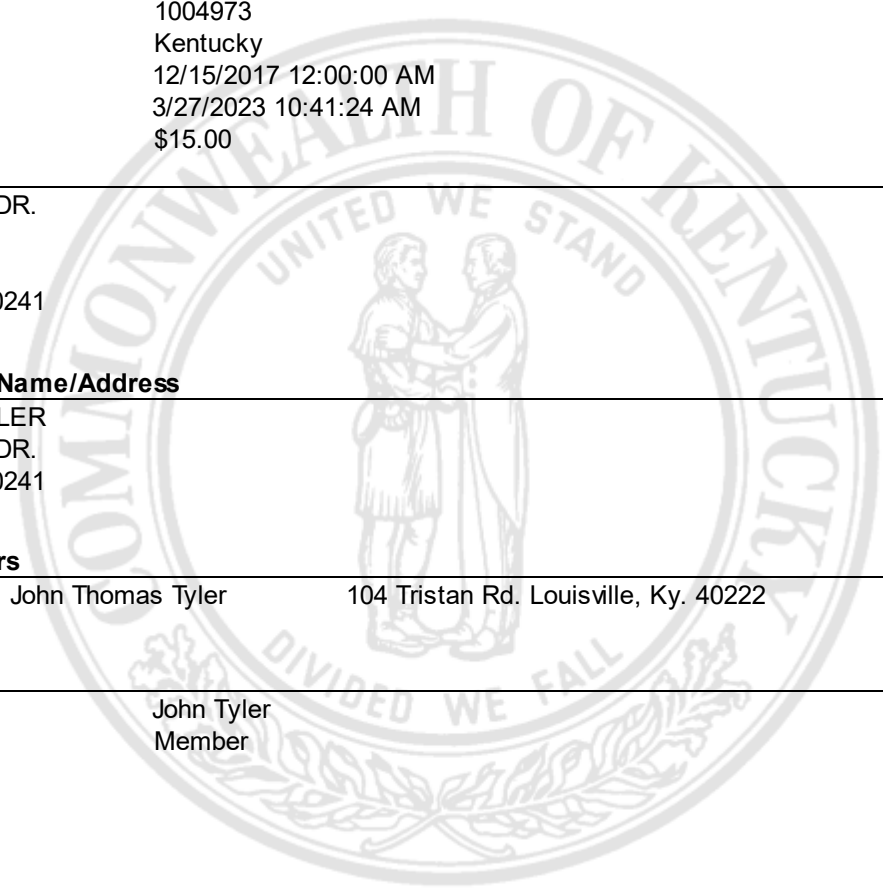 1004973
Kentucky
12/15/2017 12:00:00 AM
3/27/2023 10:41:24 AM
$15.00
DR.
0241
Name/Address
LER
DR.
0241
rs
John Thomas Tyler 104 Tristan Rd. Louisville, Ky. 40222
John Tyler
Member
COMMONWEALTH OF KENTUCKY
UNITED WE STAND
DIVIDED WE FALL